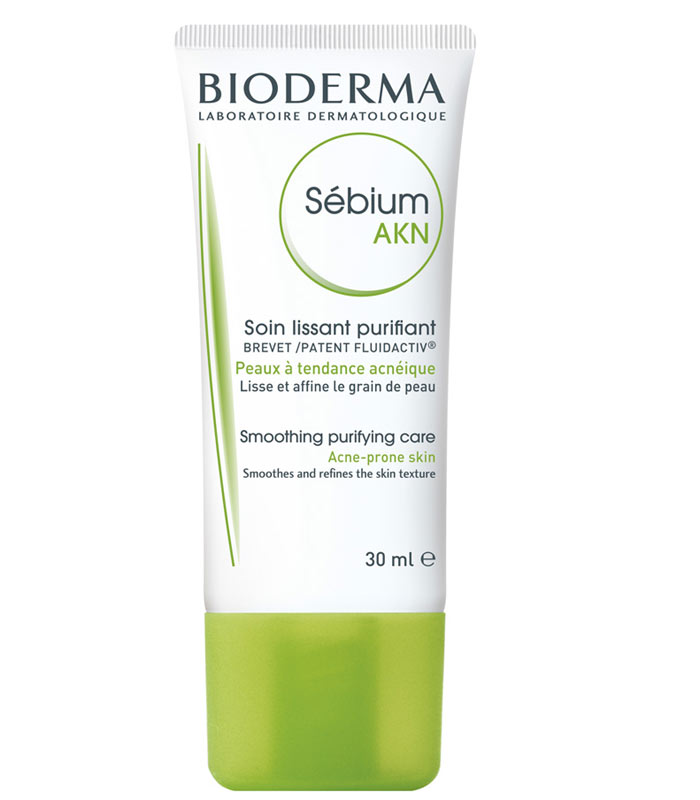 BIODERMA
LABORATOIRE DERMATOLOGIQUE
Sébium
AKN
Soin lissant purifiant
BREVET /PATENT FLUIDACTIV®
Peaux à tendance acnéique
Lisse et affine le grain de peau
Smoothing purifying care
Acne-prone skin
Smoothes and refines the skin texture
30 ml ℮